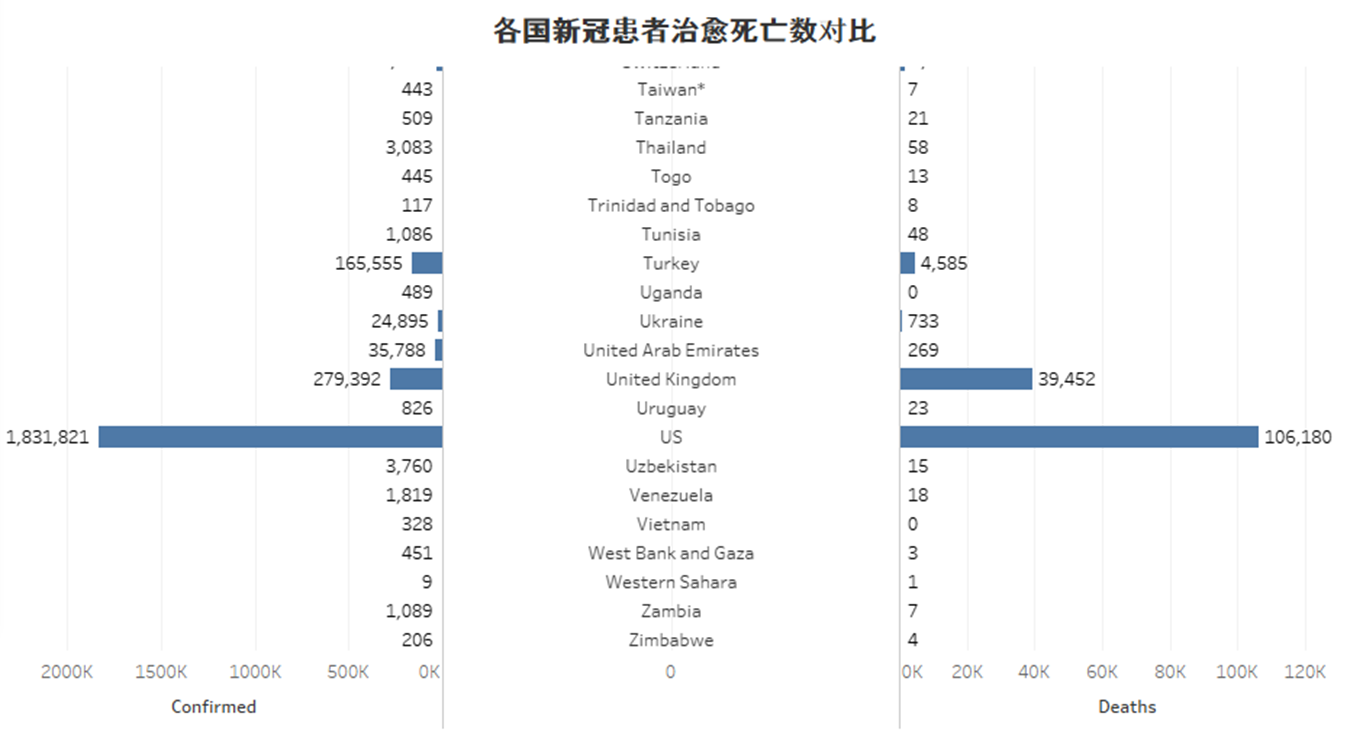 各国新冠患者治愈死亡数对比
443 Taiwan* 7
509 Tanzania 21
3,083 Thailand 58
445 Togo 13
117 Trinidad and Tobago 8
1,086 Tunisia 48
165,555 Turkey 4,585
489 Uganda 0
24,895 Ukraine 733
35,788 United Arab Emirates 269
279,392 United Kingdom 39,452
826 Uruguay 23
1,831,821 US 106,180
3,760 Uzbekistan 15
1,819 Venezuela 18
328 Vietnam 0
451 West Bank and Gaza 3
9 Western Sahara 1
1,089 Zambia 7
206 Zimbabwe 4
2000K 1500K 1000K 500K 0K 0 0K 20K 40K 60K 80K 100K 120K
Confirmed Deaths